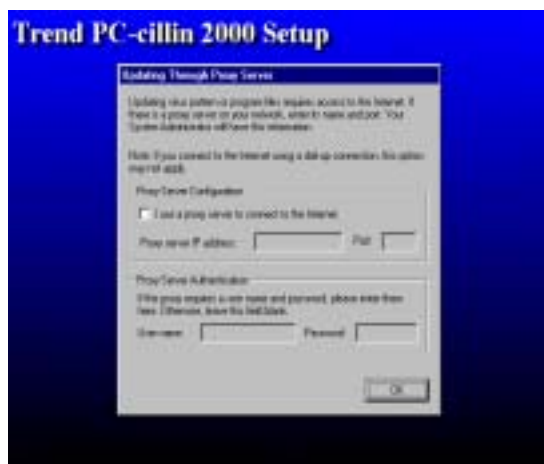 Trend PC-cillin 2000 Setup
Updating Through Proxy Server
Updating virus pattern or program files requires access to the Internet. If
there is a proxy server on your network, enter its name and port. Your
System Administrator will have this information.
Note: If you connect to the Internet using a dial-up connection, this option
may not apply.
Proxy Server Configuration
I use a proxy server to connect to the Internet
Proxy server IP address: Port:
Proxy Server Authentication
If the proxy requires a user name and password, please enter them
here. Otherwise, leave this field blank.
User name: Password:
OK